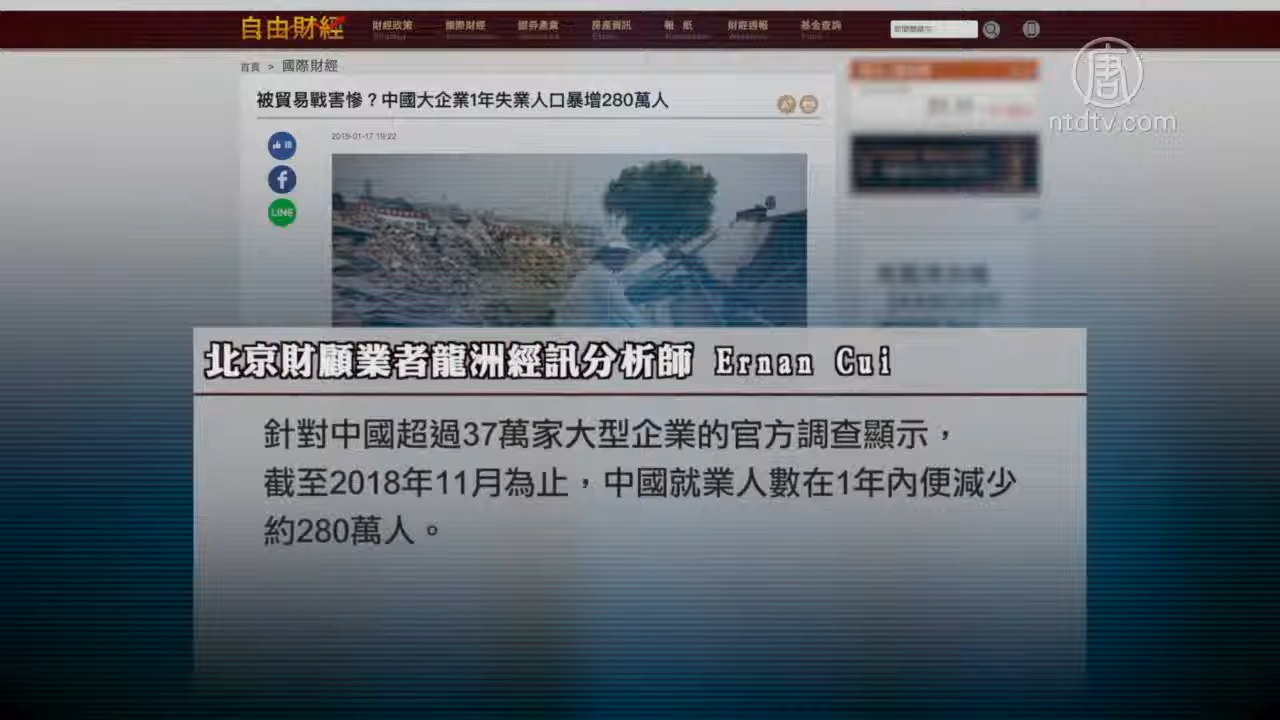 自由財經
財經政策 國際財經 證券產業 房產資訊 報 紙 財經週報 基金查詢
唐
ntdtv.com
首頁 > 國際財經
被貿易戰害慘？中國大企業1年失業人口暴增280萬人
2019-01-17 19:22
LINE
北京財顧業者龍洲經訊分析師 Ernan Cui
針對中國超過37萬家大型企業的官方調查顯示，
截至2018年11月為止，中國就業人數在1年內便減少
約280萬人。